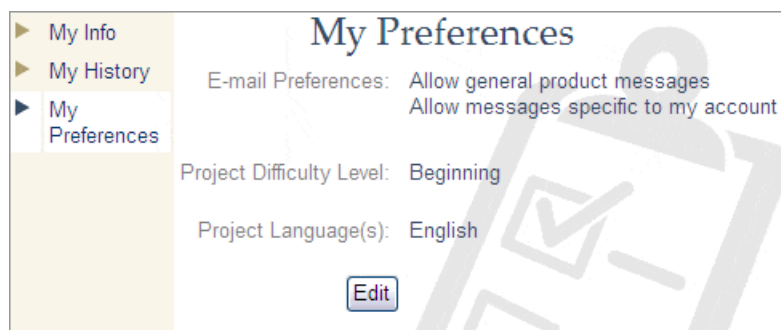 My Info
My History
My
Preferences
My Preferences
E-mail Preferences: Allow general product messages
Allow messages specific to my account
Project Difficulty Level: Beginning
Project Language(s): English
Edit